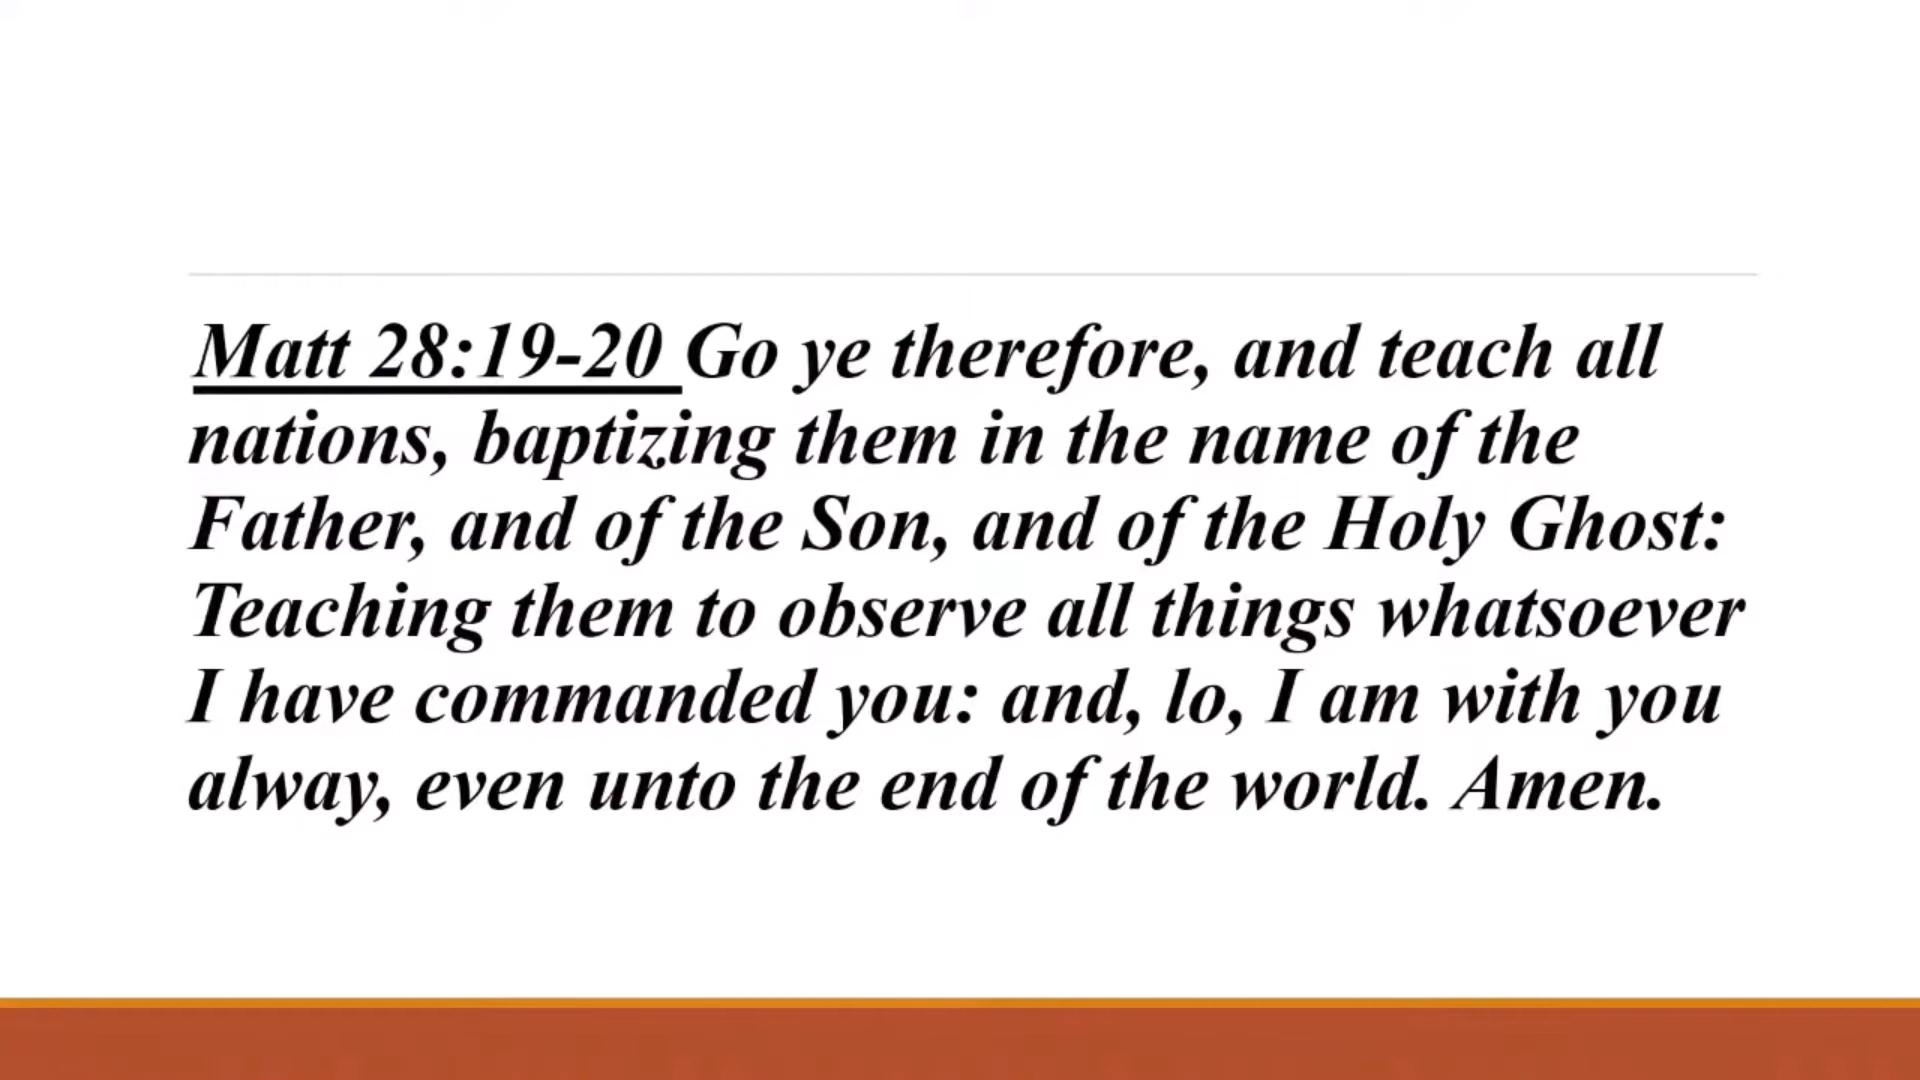 Matt 28:19-20 Go ye therefore, and teach all
nations, baptizing them in the name of the
Father, and of the Son, and of the Holy Ghost:
Teaching them to observe all things whatsoever
I have commanded you: and, lo, I am with you
alway, even unto the end of the world. Amen.